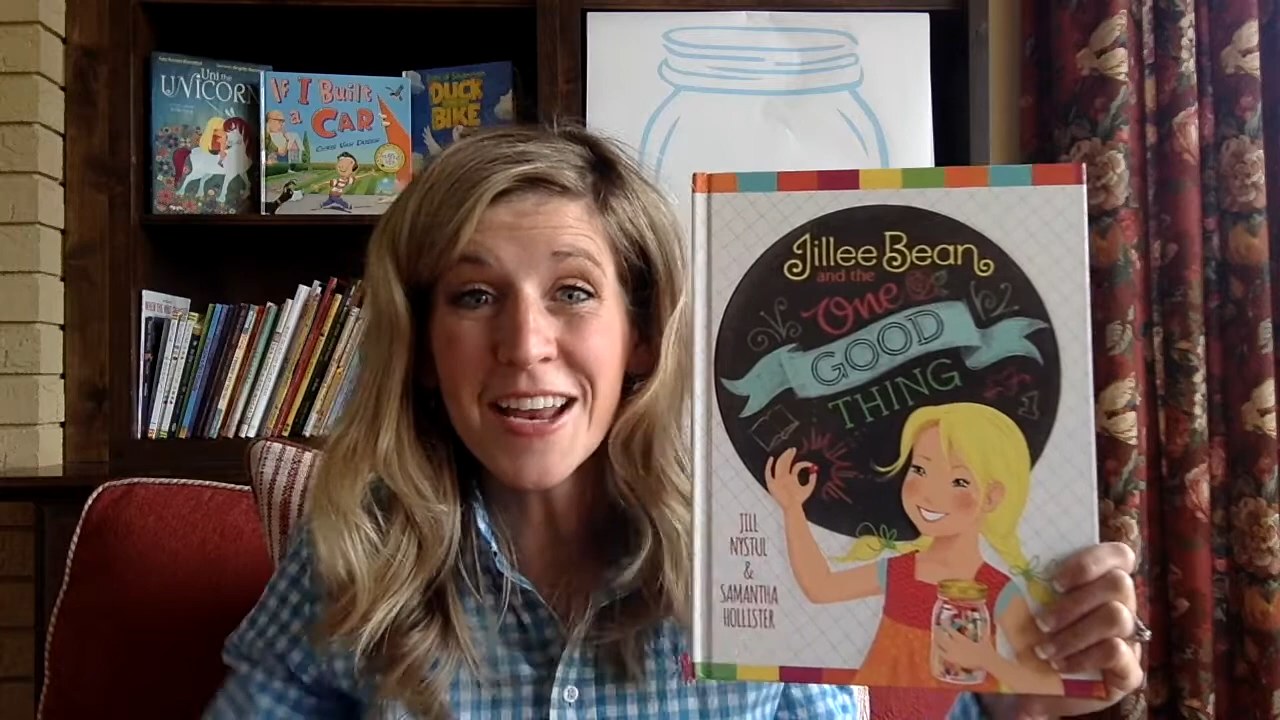 Uni the
UNICORN
IF I Built
a CAR
CHRIS VAN DUSEN
DUCK
BIKE
Jillee Bean
and the
One
GOOD
THING
JILL
NYSTUL
&
SAMANTHA
HOLLISTER